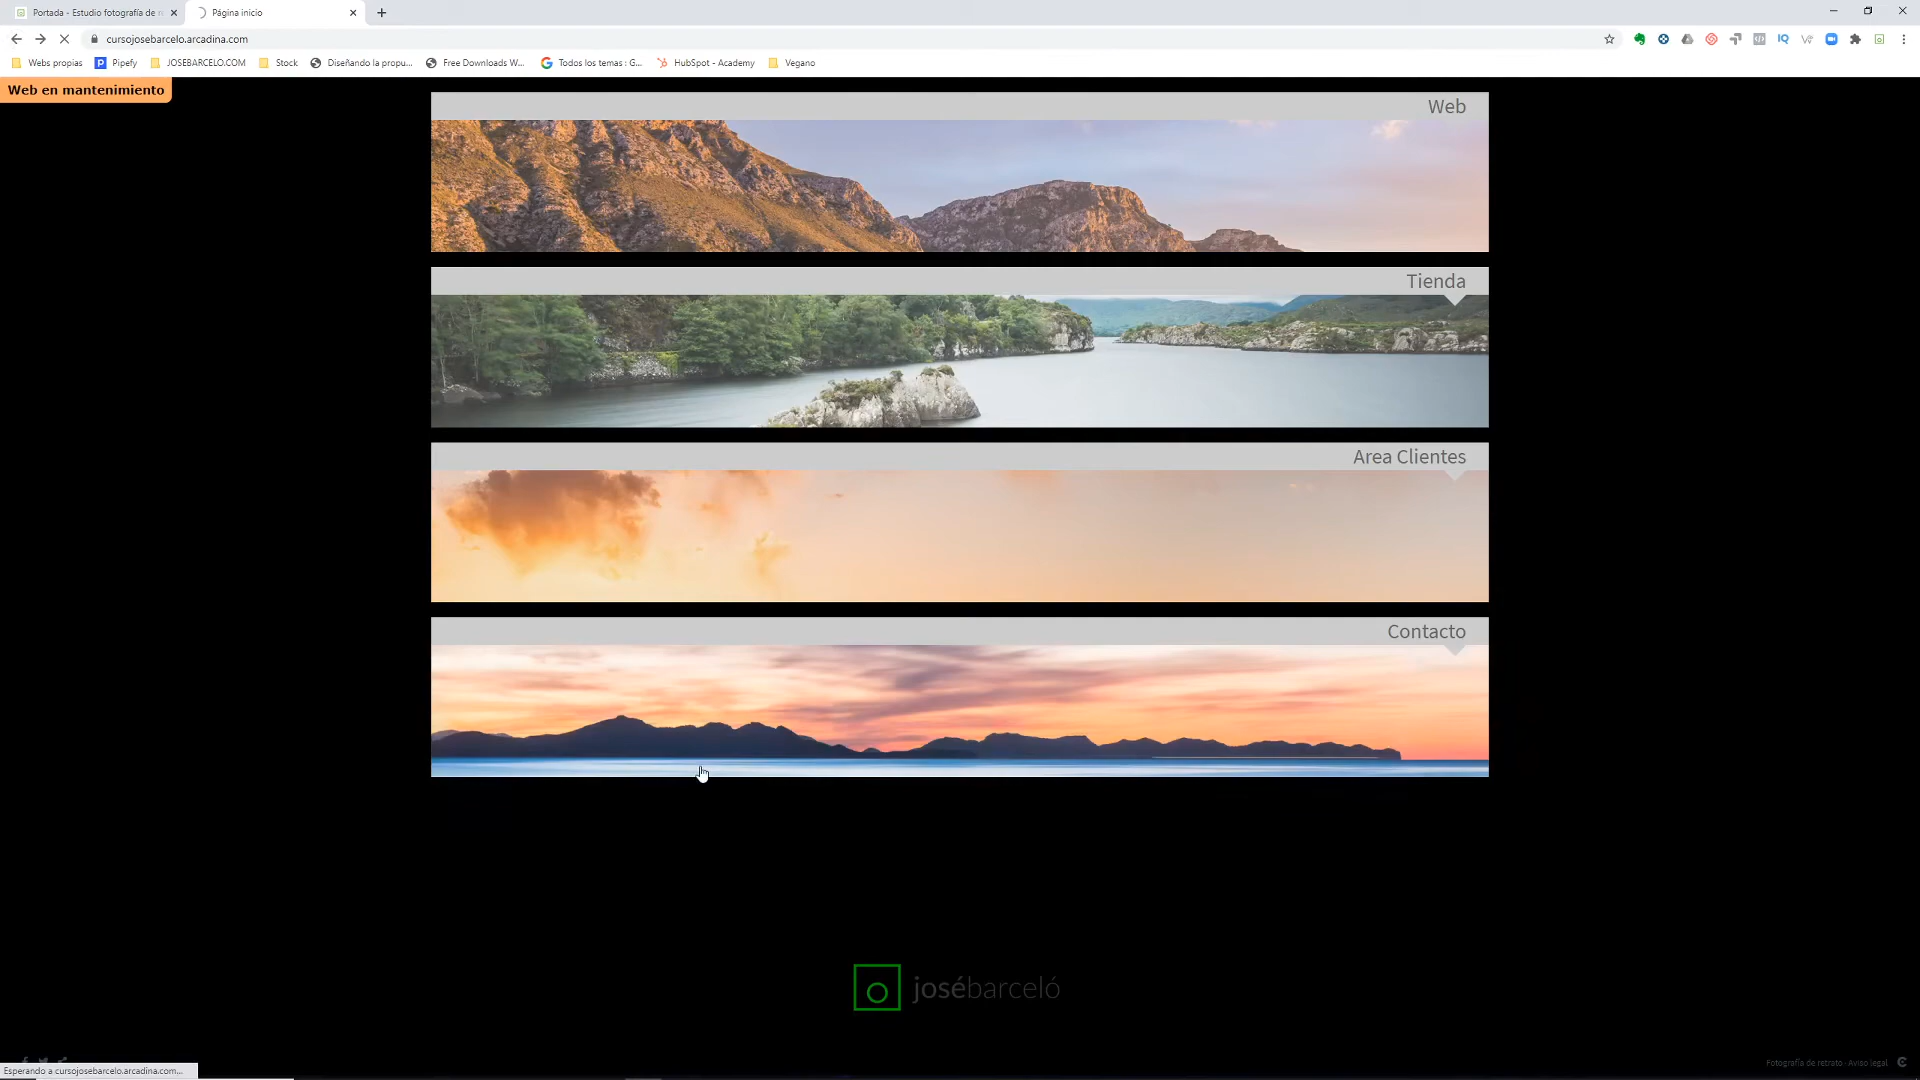 Portada - Estudio fotografía de r
Página inicio
cursojosebarcelo.arcadina.com
Webs propias
Pipefy
JOSEBARCELO.COM
Stock
Diseñando la propu...
Free Downloads W...
Todos los temas : G...
HubSpot - Academy
Vegano
Web en mantenimiento
Web
Tienda
Area Clientes
Contacto
josébarceló
Esperando a cursojosebarcelo.arcadina.com...
Fotografía de retrato - Aviso legal